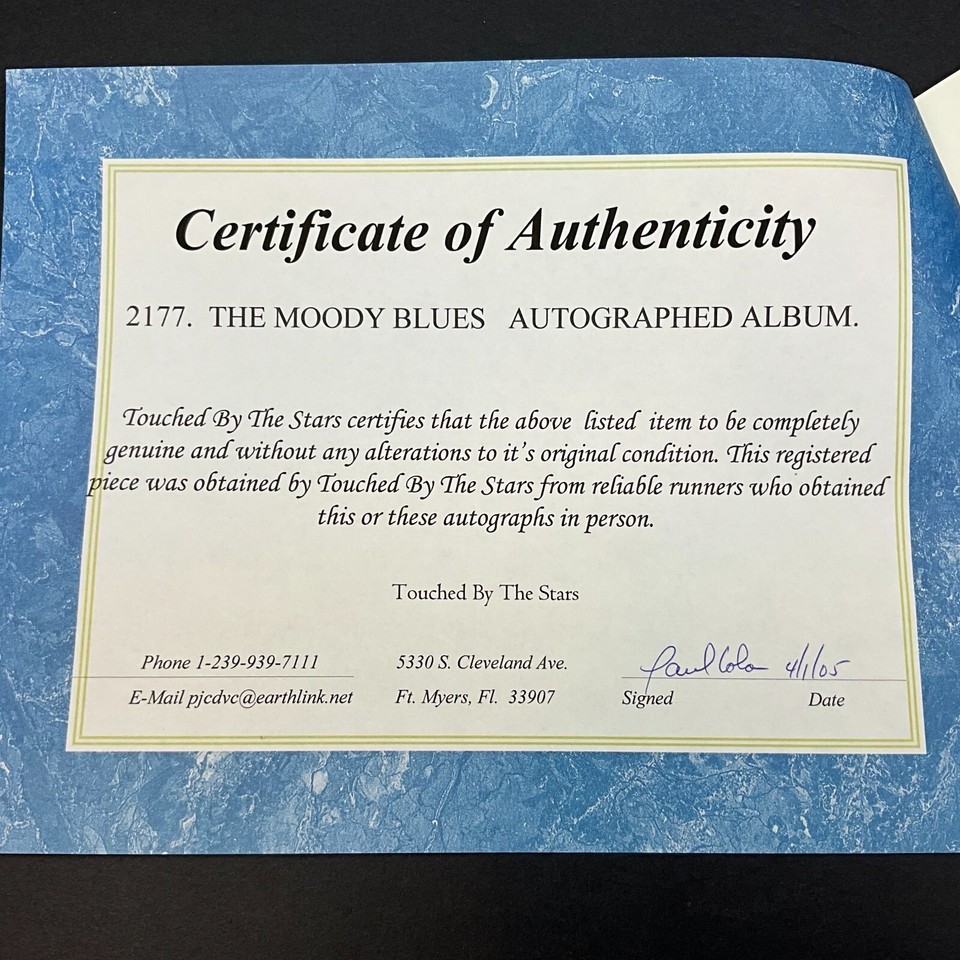 Certificate of Authenticity
2177. THE MOODY BLUES AUTOGRAPHED ALBUM.
Touched By The Stars certifies that the above listed item to be completely
genuine and without any alterations to it's original condition. This registered
piece was obtained by Touched By The Stars from reliable runners who obtained
this or these autographs in person.
Touched By The Stars
Phone 1-239-939-7111 5330 S. Cleveland Ave. 4/1/05
E-Mail pjcdvc@earthlink.net Ft. Myers, Fl. 33907 Signed Date